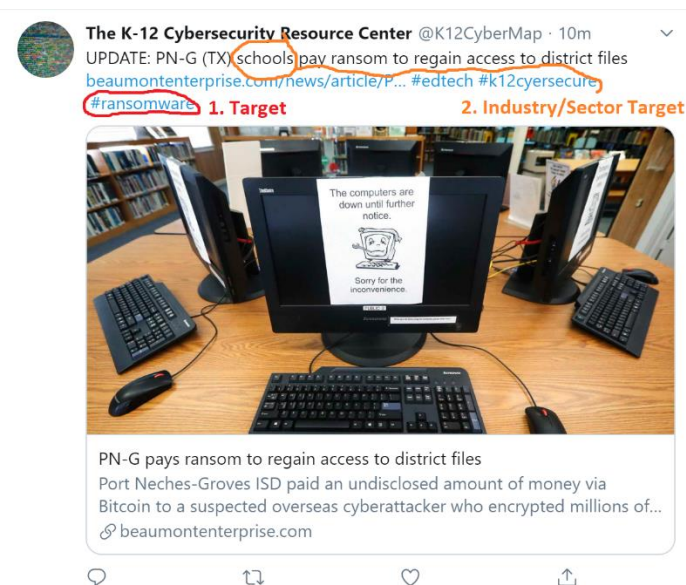 The K-12 Cybersecurity Resource Center @K12CyberMap · 10m
UPDATE: PN-G (TX) schools pay ransom to regain access to district files
beaumontenterprise.com/news/article/P... #edtech #k12cyersecure
#ransomware 1. Target 2. Industry/Sector Target
The computers are
down until further
notice.
Sorry for the
inconvenience.
PN-G pays ransom to regain access to district files
Port Neches-Groves ISD paid an undisclosed amount of money via
Bitcoin to a suspected overseas cyberattacker who encrypted millions of...
beaumontenterprise.com